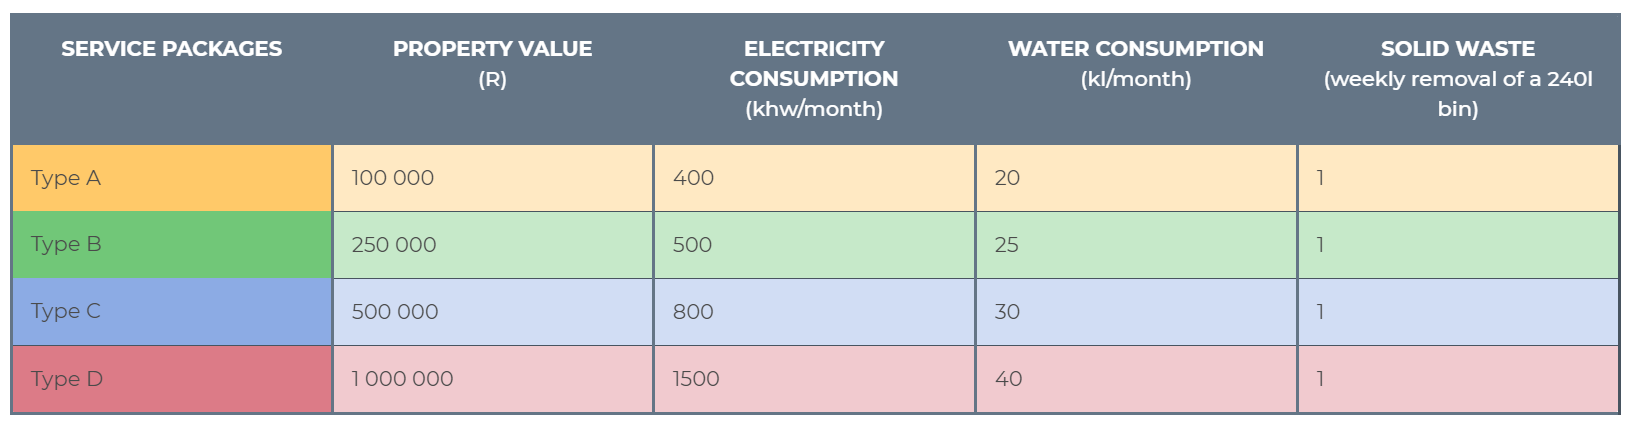 SERVICE PACKAGES
PROPERTY VALUE
(R)
ELECTRICITY
CONSUMPTION
(khw/month)
WATER CONSUMPTION
(kl/month)
SOLID WASTE
(weekly removal of a 240l
bin)
Type A 100 000 400 20 1
Type B 250 000 500 25 1
Type C 500 000 800 30 1
Type D 1 000 000 1500 40 1